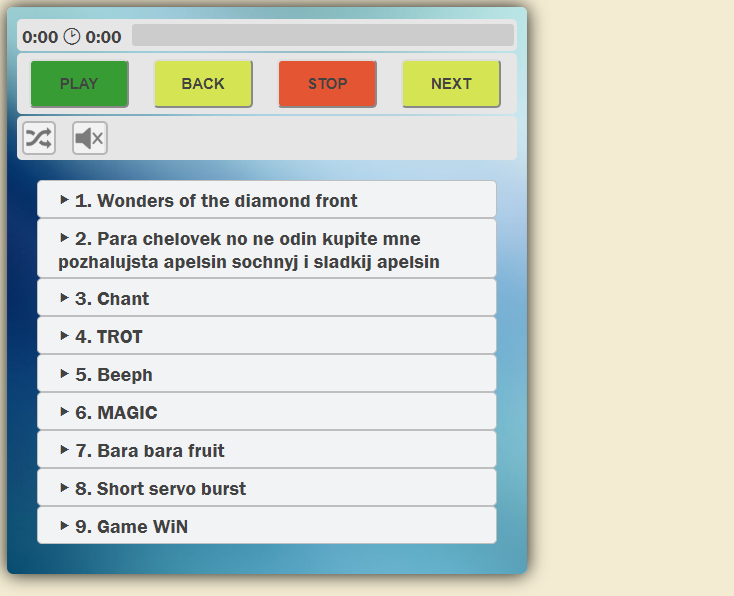 0:00 0:00
PLAY BACK STOP NEXT
1. Wonders of the diamond front
2. Para chelovek no ne odin kupite mne
pozhalujsta apelsin sochnyj i sladkij apelsin
3. Chant
4. TROT
5. Beeph
6. MAGIC
7. Bara bara fruit
8. Short servo burst
9. Game WiN